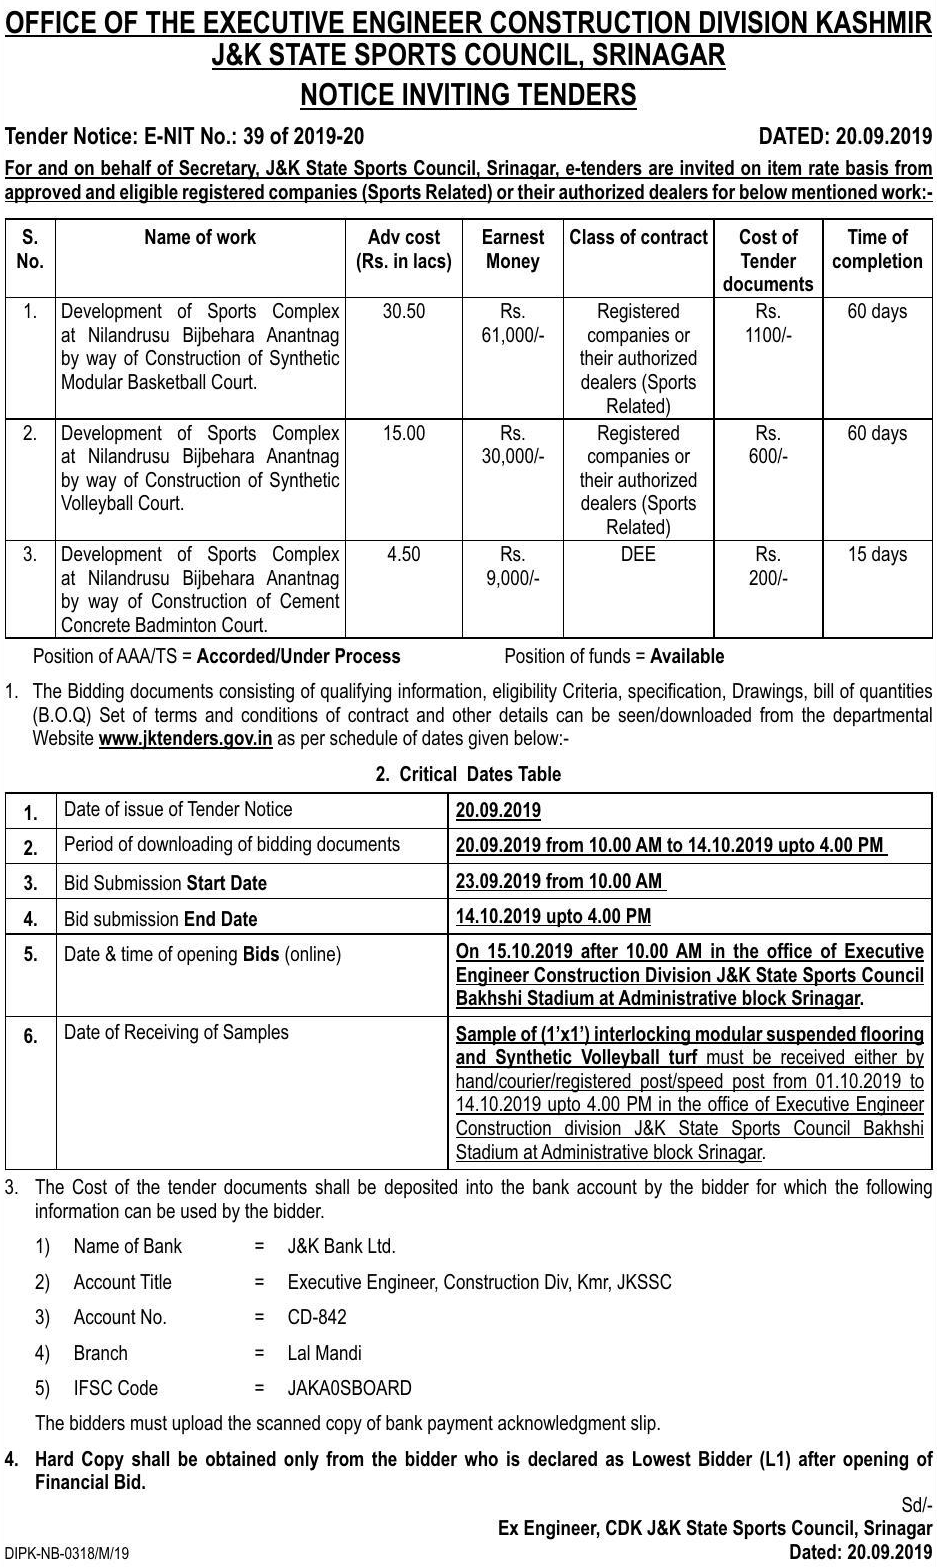 OFFICE OF THE EXECUTIVE ENGINEER CONSTRUCTION DIVISION KASHMIR
J&K STATE SPORTS COUNCIL, SRINAGAR
NOTICE INVITING TENDERS
Tender Notice: E-NIT No.: 39 of 2019-20 DATED: 20.09.2019
For and on behalf of Secretary, J&K State Sports Council, Srinagar, e-tenders are invited on item rate basis from
approved and eligible registered companies (Sports Related) or their authorized dealers for below mentioned work:-
S. Name of work Adv cost Earnest Class of contract Cost of Time of
No. (Rs. in lacs) Money Tender completion
documents
1. Development of Sports Complex 30.50 Rs. Registered Rs. 60 days
at Nilandrusu Bijbehara Anantnag 61,000/- companies or 1100/-
by way of Construction of Synthetic their authorized
Modular Basketball Court. dealers (Sports
Related)
2. Development of Sports Complex 15.00 Rs. Registered Rs. 60 days
at Nilandrusu Bijbehara Anantnag 30,000/- companies or 600/-
by way of Construction of Synthetic their authorized
Volleyball Court. dealers (Sports
Related)
3. Development of Sports Complex 4.50 Rs. DEE Rs. 15 days
at Nilandrusu Bijbehara Anantnag 9,000/- 200/-
by way of Construction of Cement
Concrete Badminton Court.
Position of AAA/TS = Accorded/Under Process Position of funds = Available
1. The Bidding documents consisting of qualifying information, eligibility Criteria, specification, Drawings, bill of quantities
(B.O.Q) Set of terms and conditions of contract and other details can be seen/downloaded from the departmental
Website www.jktenders.gov.in as per schedule of dates given below:-
2. Critical Dates Table
1. Date of issue of Tender Notice 20.09.2019
2. Period of downloading of bidding documents 20.09.2019 from 10.00 AM to 14.10.2019 upto 4.00 PM
3. Bid Submission Start Date 23.09.2019 from 10.00 AM
4. Bid submission End Date 14.10.2019 upto 4.00 PM
5. Date & time of opening Bids (online) On 15.10.2019 after 10.00 AM in the office of Executive
Engineer Construction Division J&K State Sports Council
Bakhshi Stadium at Administrative block Srinagar.
6. Date of Receiving of Samples Sample of (1'x1') interlocking modular suspended flooring
and Synthetic Volleyball turf must be received either by
hand/courier/registered post/speed post from 01.10.2019 to
14.10.2019 upto 4.00 PM in the office of Executive Engineer
Construction division J&K State Sports Council Bakhshi
Stadium at Administrative block Srinagar.
3. The Cost of the tender documents shall be deposited into the bank account by the bidder for which the following
information can be used by the bidder.
1) Name of Bank = J&K Bank Ltd.
2) Account Title = Executive Engineer, Construction Div, Kmr, JKSSC
3) Account No. = CD-842
4) Branch = Lal Mandi
5) IFSC Code = JAKA0SBOARD
The bidders must upload the scanned copy of bank payment acknowledgment slip.
4. Hard Copy shall be obtained only from the bidder who is declared as Lowest Bidder (L1) after opening of
Financial Bid.
Sd/-
Ex Engineer, CDK J&K State Sports Council, Srinagar
DIPK-NB-0318/M/19 Dated: 20.09.2019